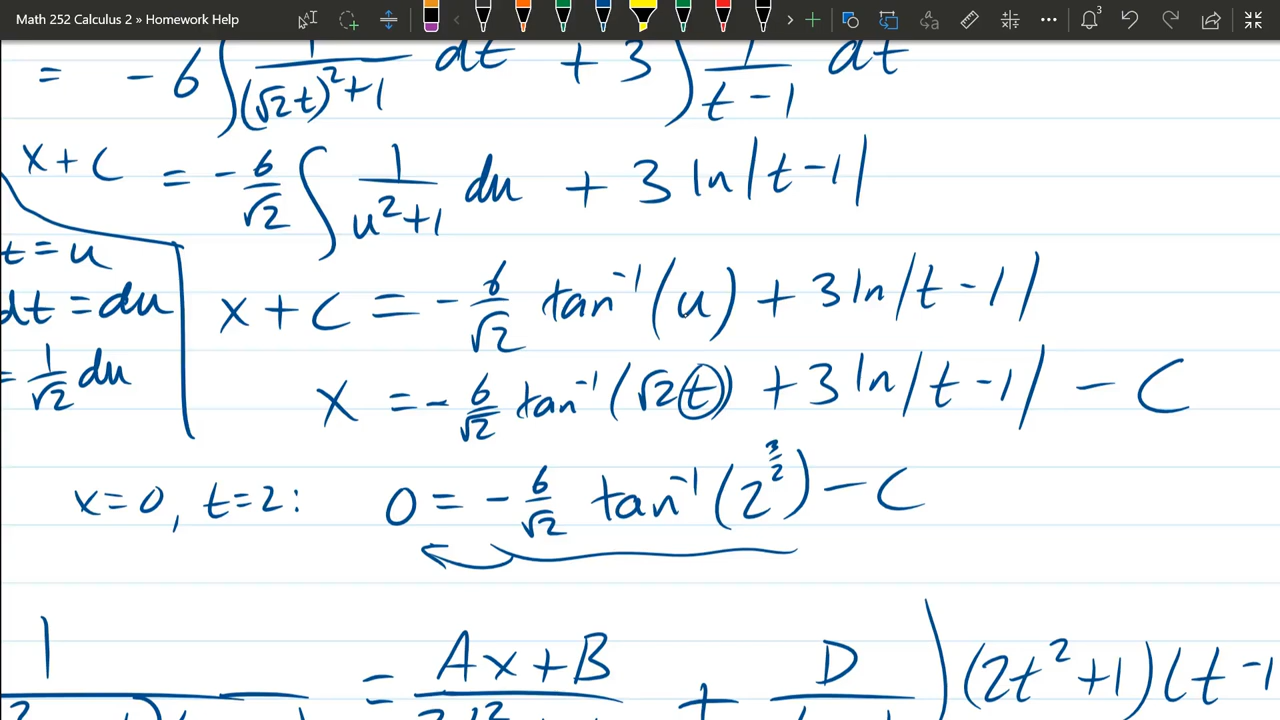 Math 252 Calculus 2 » Homework Help
3
= -6 ∫ 1/((√2t)²+1) dt + 3 ∫ 1/(t-1) dt
x + C = -6/√2 ∫ 1/(u²+1) du + 3 ln|t-1|
t = u
dt = du
x + C = -6/√2 tan⁻¹(u) + 3 ln|t-1|
= 1/√2 du
x = -6/√2 tan⁻¹(√2t) + 3 ln|t-1| - C
x=0, t=2: 0 = -6/√2 tan⁻¹(2^(3/2)) - C
1 = Ax+B + D ) (2t²+1)(t-1